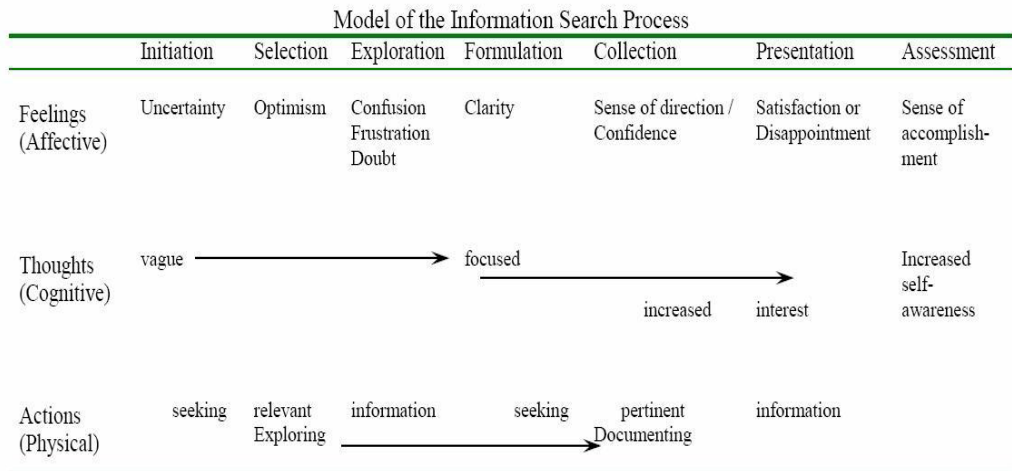 Model of the Information Search Process
Initiation Selection Exploration Formulation Collection Presentation Assessment
Feelings (Affective) Uncertainty Optimism Confusion Frustration Doubt Clarity Sense of direction / Confidence Satisfaction or Disappointment Sense of accomplish-ment
Thoughts (Cognitive) vague focused Increased self-awareness
increased interest
Actions (Physical) seeking relevant information seeking pertinent information
Exploring Documenting